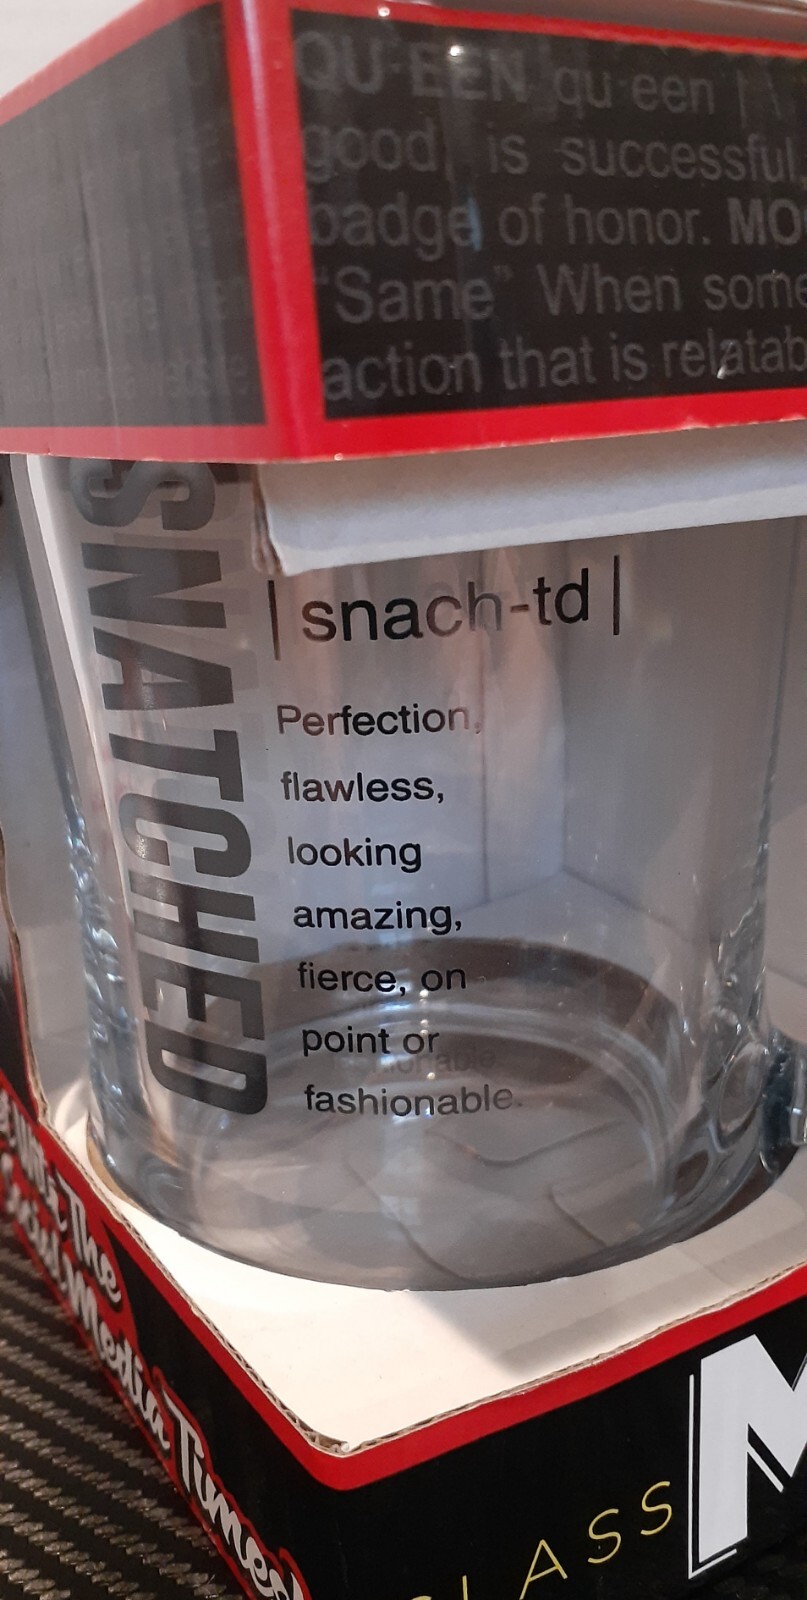 QU·EEN qu·een | \
good, is successful,
badge of honor. MO
"Same" When some
action that is relatab
SNATCHED
| snach-td |
Perfection,
flawless,
looking
amazing,
fierce, on
point or
fashionable.
The
Social Media Times!
LASS
M